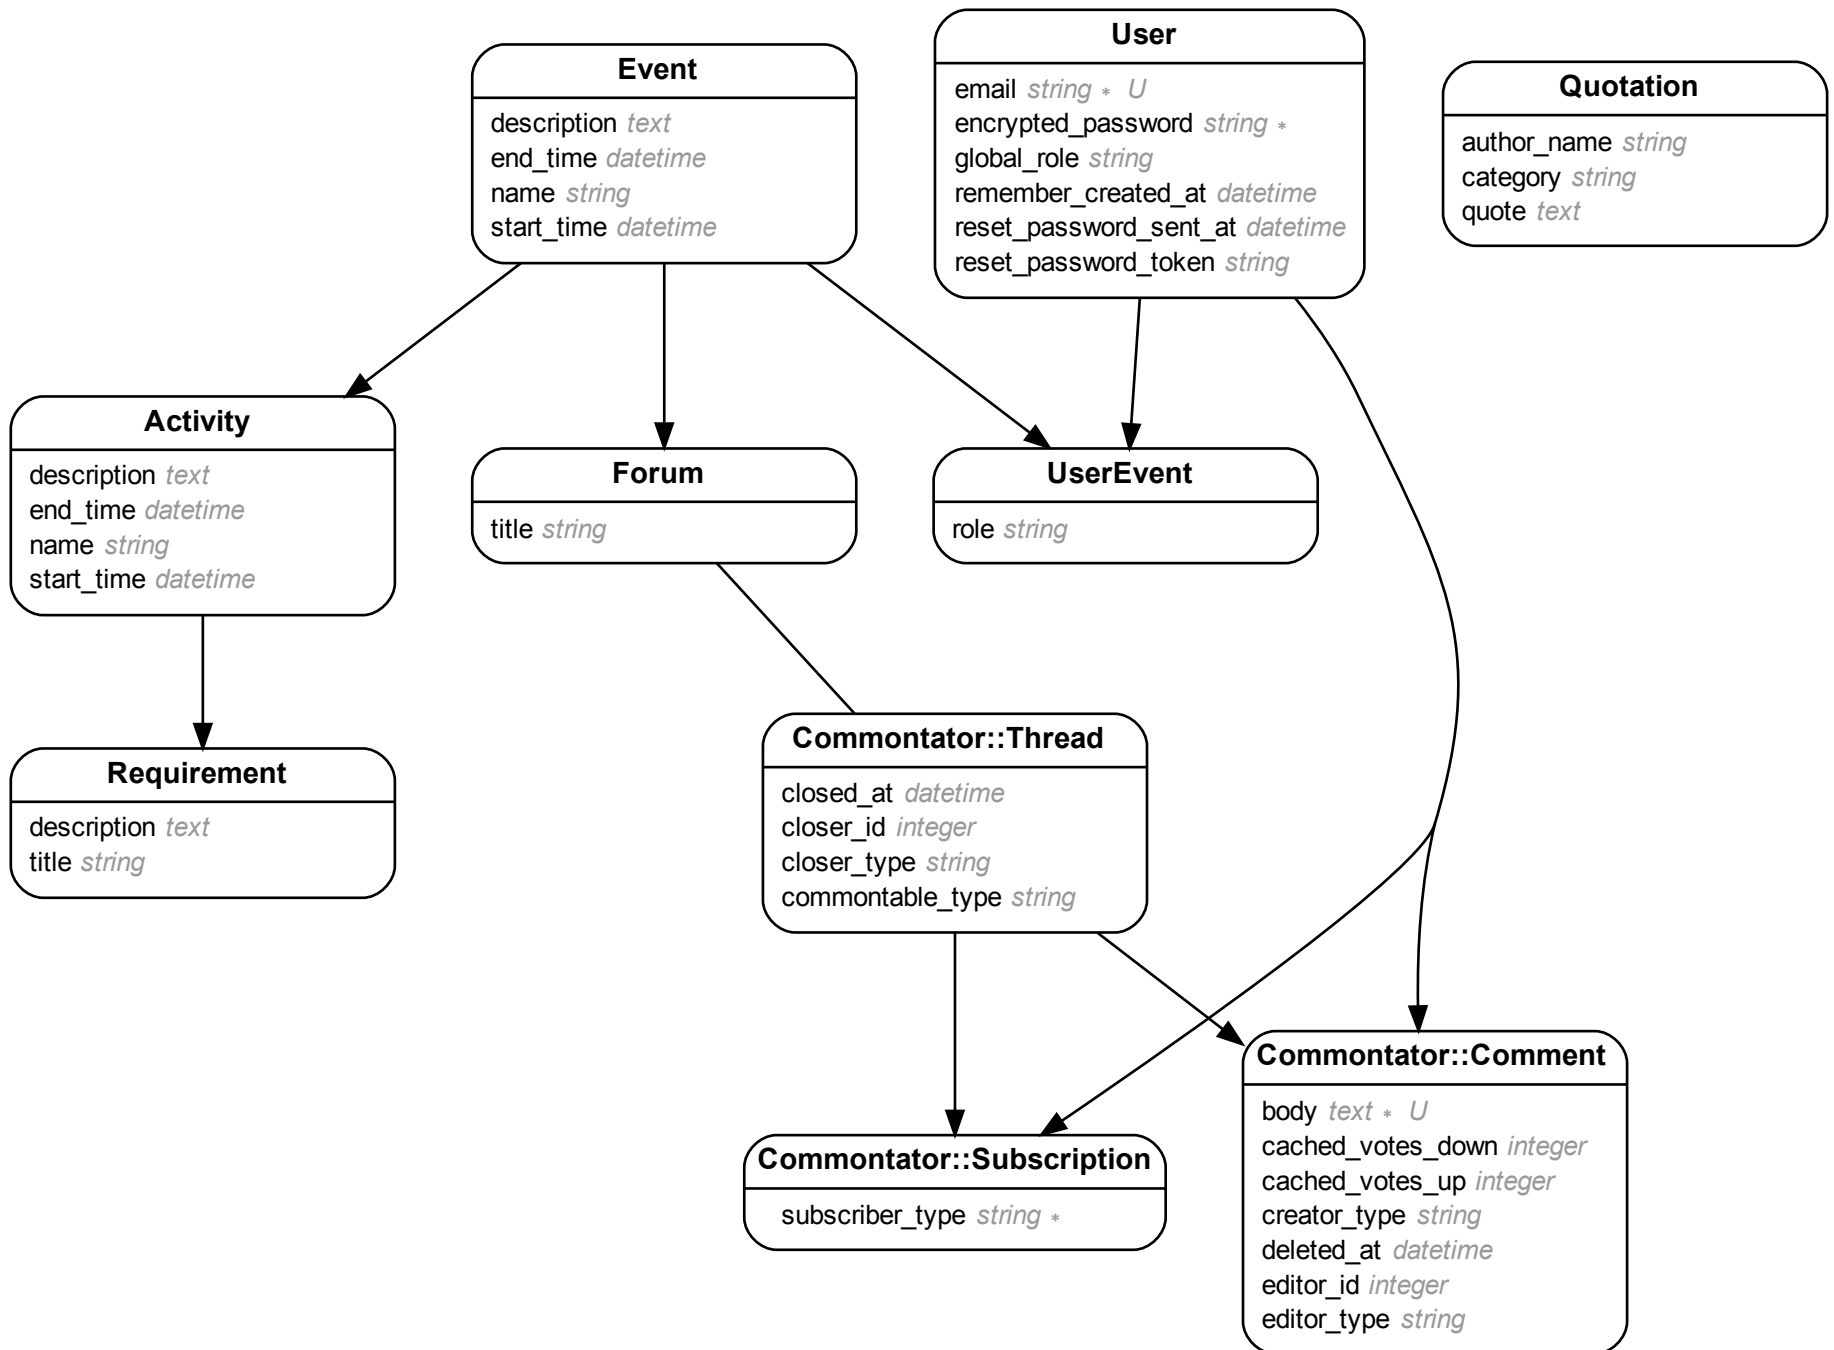 Event
description text
end_time datetime
name string
start_time datetime
User
email string * U
encrypted_password string *
global_role string
remember_created_at datetime
reset_password_sent_at datetime
reset_password_token string
Quotation
author_name string
category string
quote text
Activity
description text
end_time datetime
name string
start_time datetime
Forum
title string
UserEvent
role string
Requirement
description text
title string
Commontator::Thread
closed_at datetime
closer_id integer
closer_type string
commontable_type string
Commontator::Subscription
subscriber_type string *
Commontator::Comment
body text * U
cached_votes_down integer
cached_votes_up integer
creator_type string
deleted_at datetime
editor_id integer
editor_type string